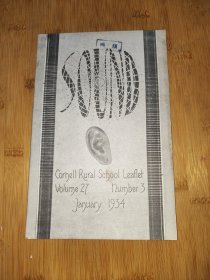 SOUND
Cornell Rural School Leaflet
Volume 27 Number 3
January 1934